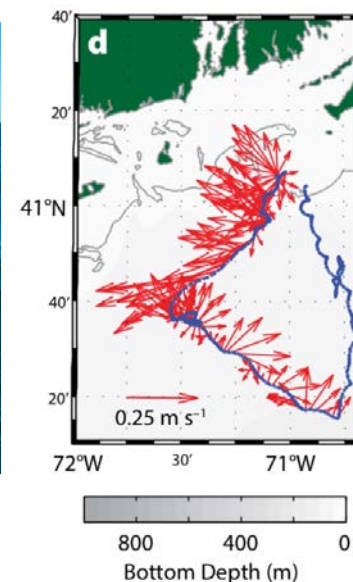 d
40'
20'
41°N
40'
20'
0.25 m s⁻¹
72°W 30' 71°W
800 400 0
Bottom Depth (m)